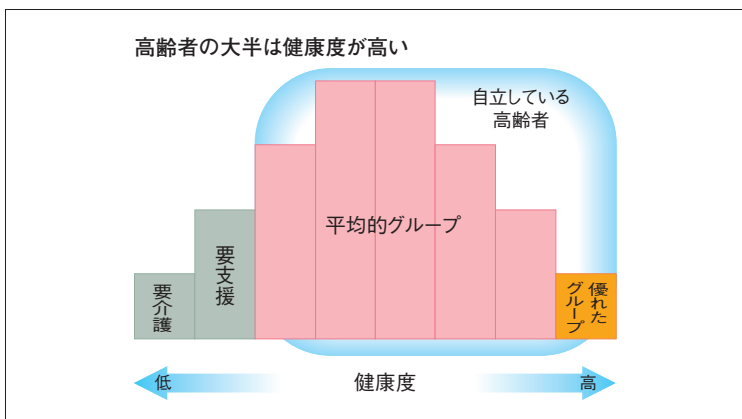 高齢者の大半は健康度が高い
自立している
高齢者
平均的グループ
要支援
要介護
優れた
グループ
低
健康度
高